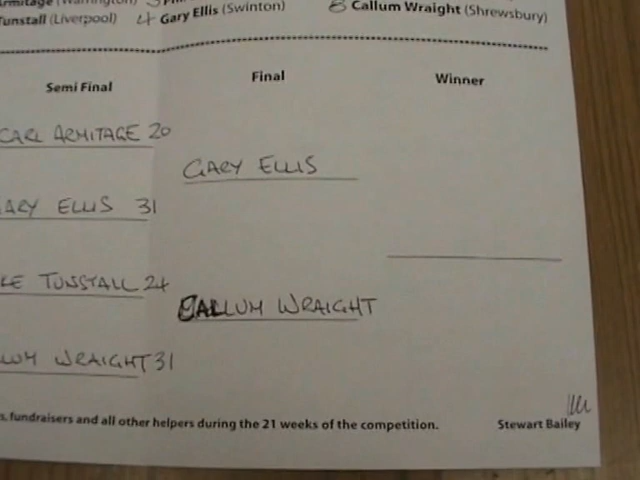 Tunstall (Liverpool) 4 Gary Ellis (Swinton) 8 Callum Wraight (Shrewsbury)
Semi Final Final Winner
CARL ARMITAGE 20
GARY ELLIS
ARY ELLIS 31
KE TUNSTALL 24
CALLUM WRAIGHT
LUM WRAIGHT 31
s, fundraisers and all other helpers during the 21 weeks of the competition. Stewart Bailey